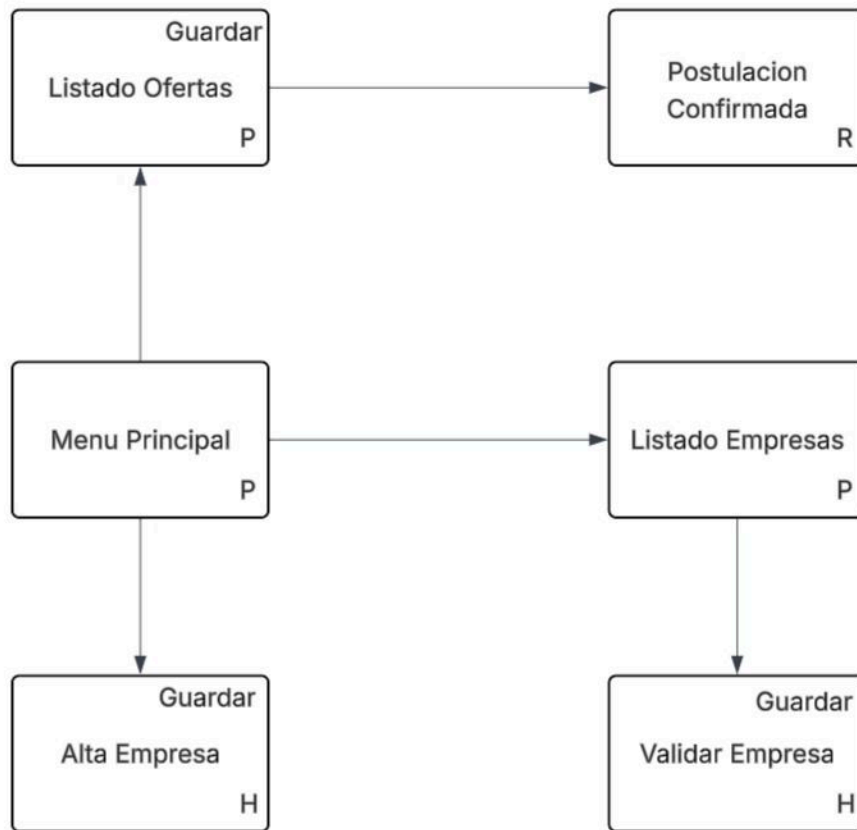 Guardar
Listado Ofertas
P
Postulacion
Confirmada
R
Menu Principal
P
Listado Empresas
P
Guardar
Alta Empresa
H
Guardar
Validar Empresa
H